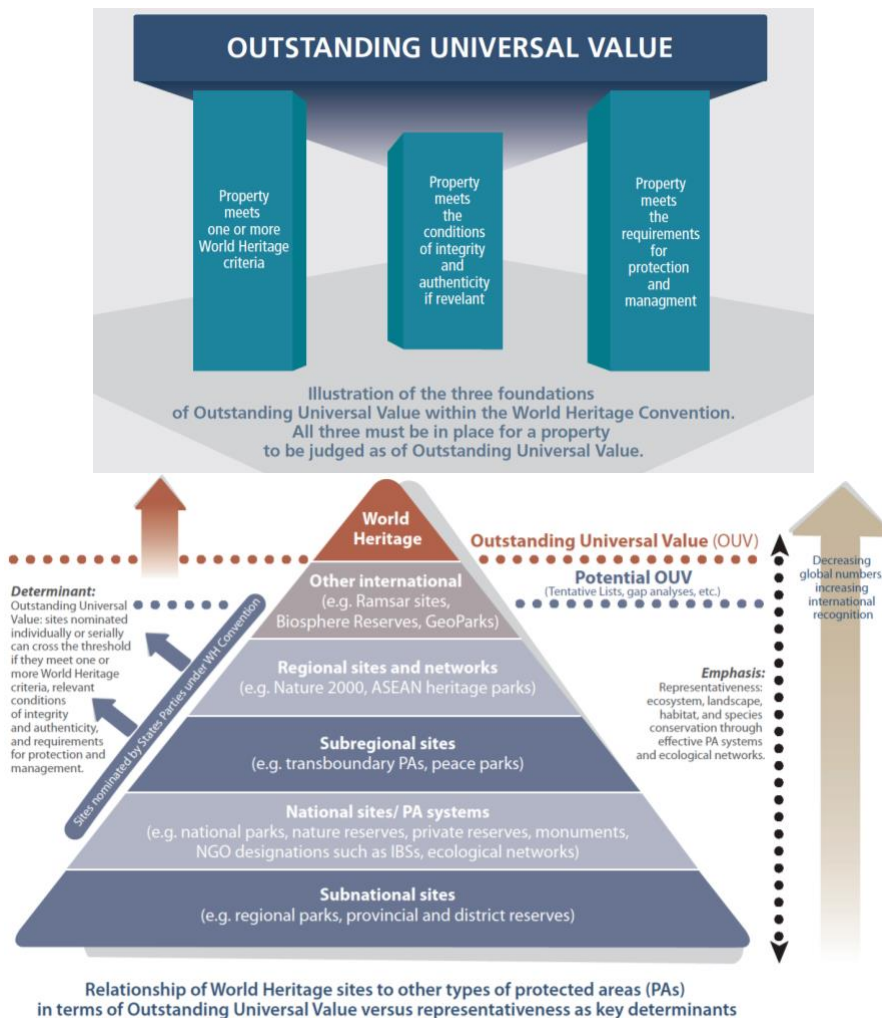 OUTSTANDING UNIVERSAL VALUE
Property
meets
one or more
World Heritage
criteria
Property
meets
the
conditions
of integrity
and
authenticity
if revelant
Property
meets
the
requirements
for
protection
and
managment
Illustration of the three foundations
of Outstanding Universal Value within the World Heritage Convention.
All three must be in place for a property
to be judged as of Outstanding Universal Value.
World
Heritage
Outstanding Universal Value (OUV)
Other international
(e.g. Ramsar sites,
Biosphere Reserves, GeoParks)
Potential OUV
(Tentative Lists, gap analyses, etc.)
Decreasing
global numbers,
increasing
international
recognition
Determinant:
Outstanding Universal
Value: sites nominated
individually or serially
can cross the threshold
if they meet one or
more World Heritage
criteria, relevant
conditions
of integrity
and authenticity,
and requirements
for protection and
management.
Sites nominated by States Parties under WH Convention
Regional sites and networks
(e.g. Nature 2000, ASEAN heritage parks)
Emphasis:
Representativeness:
ecosystem, landscape,
habitat, and species
conservation through
effective PA systems
and ecological networks.
Subregional sites
(e.g. transboundary PAs, peace parks)
National sites/ PA systems
(e.g. national parks, nature reserves, private reserves, monuments,
NGO designations such as IBSs, ecological networks)
Subnational sites
(e.g. regional parks, provincial and district reserves)
Relationship of World Heritage sites to other types of protected areas (PAs)
in terms of Outstanding Universal Value versus representativeness as key determinants